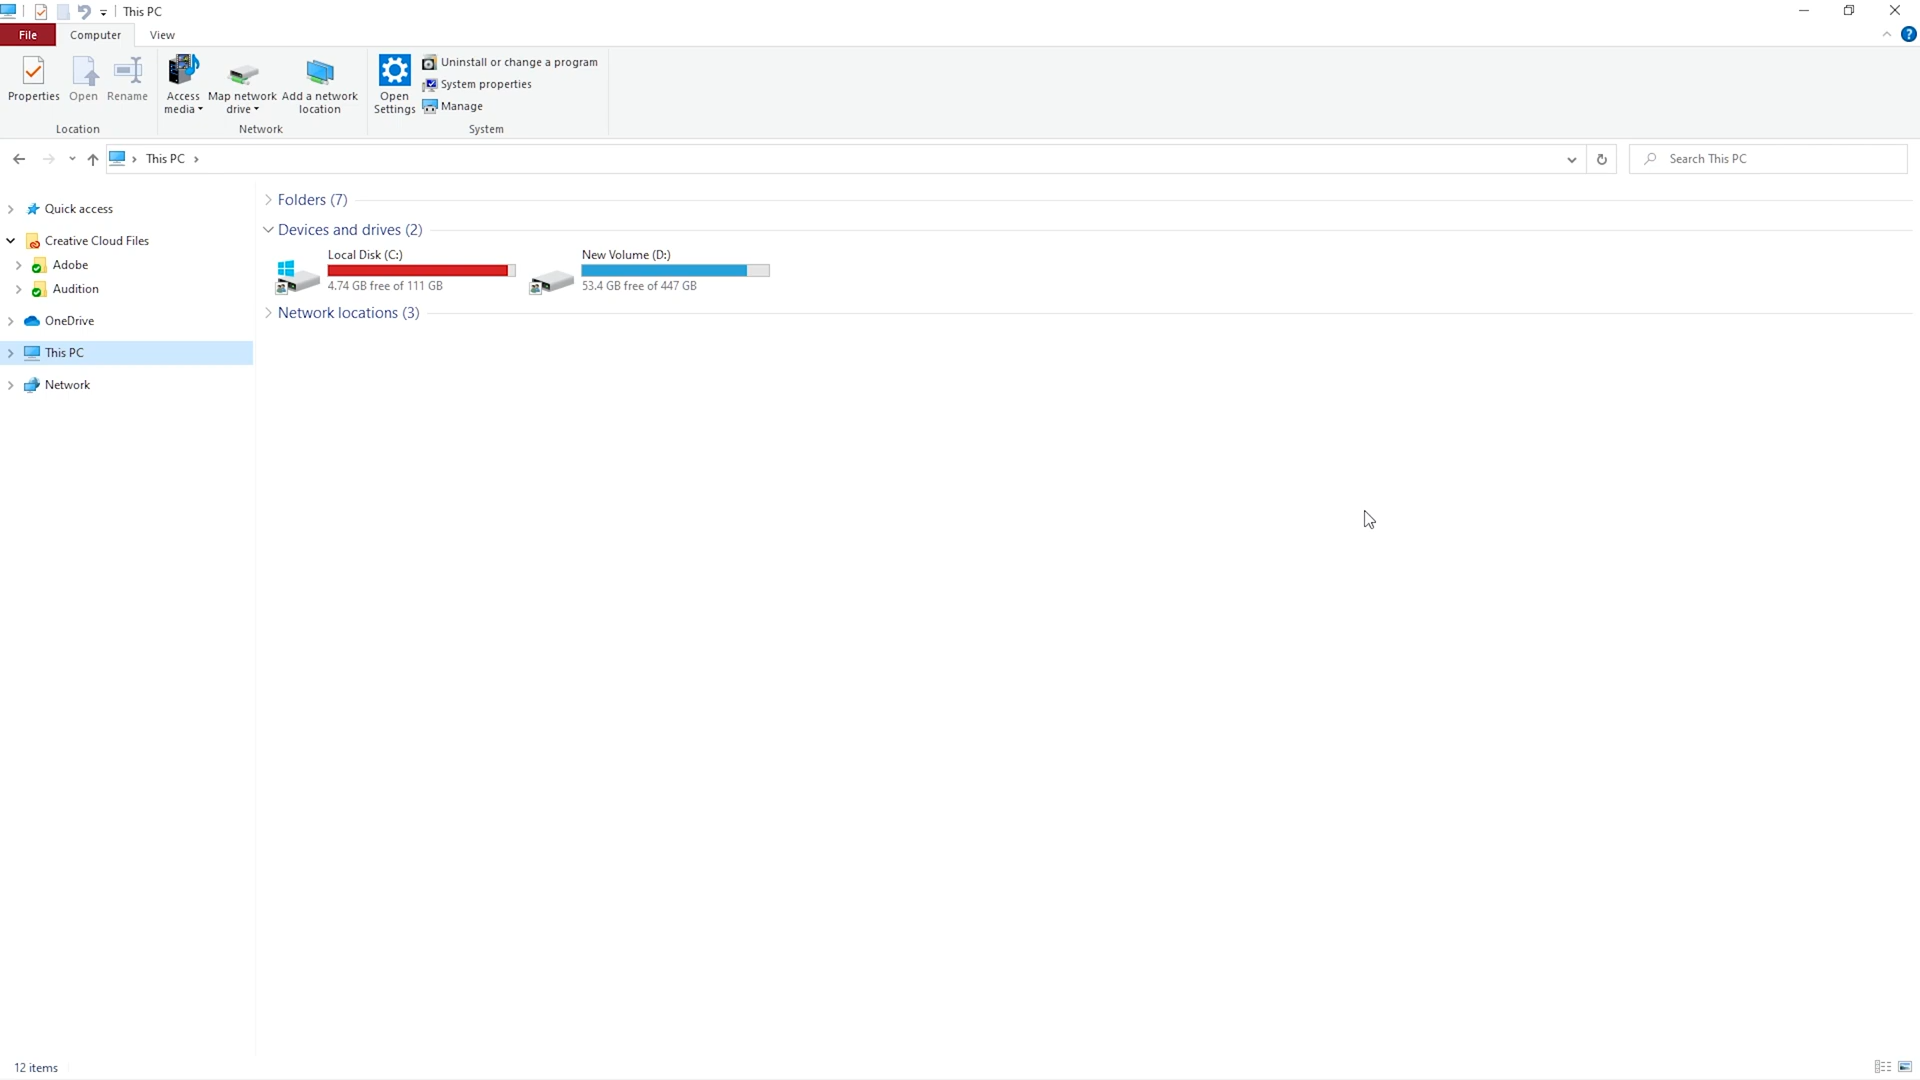 This PC
File
Computer
View
Properties
Open
Rename
Access
media
Map network
drive
Add a network
location
Open
Settings
Uninstall or change a program
System properties
Manage
Location
Network
System
This PC
Search This PC
Quick access
Creative Cloud Files
Adobe
Audition
OneDrive
This PC
Network
Folders (7)
Devices and drives (2)
Local Disk (C:)
4.74 GB free of 111 GB
New Volume (D:)
53.4 GB free of 447 GB
Network locations (3)
12 items